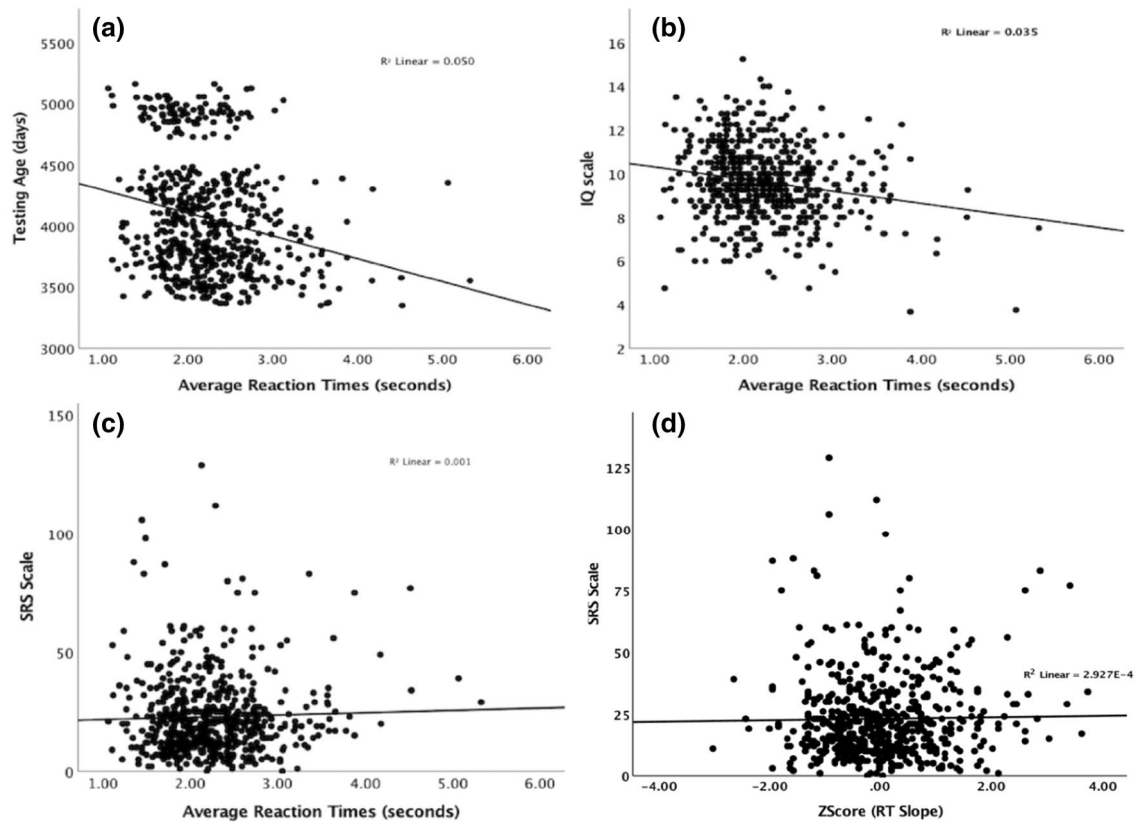 (a)
R² Linear = 0.050
5500
5000
4500
4000
3500
3000
Testing Age (days)
1.00 2.00 3.00 4.00 5.00 6.00
Average Reaction Times (seconds)
(b)
R² Linear = 0.035
16
14
12
10
8
6
4
2
IQ scale
1.00 2.00 3.00 4.00 5.00 6.00
Average Reaction Times (seconds)
(c)
R² Linear = 0.001
150
100
50
0
SRS Scale
1.00 2.00 3.00 4.00 5.00 6.00
Average Reaction Times (seconds)
(d)
R² Linear = 2.927E-4
125
100
75
50
25
0
SRS Scale
-4.00 -2.00 .00 2.00 4.00
ZScore (RT Slope)